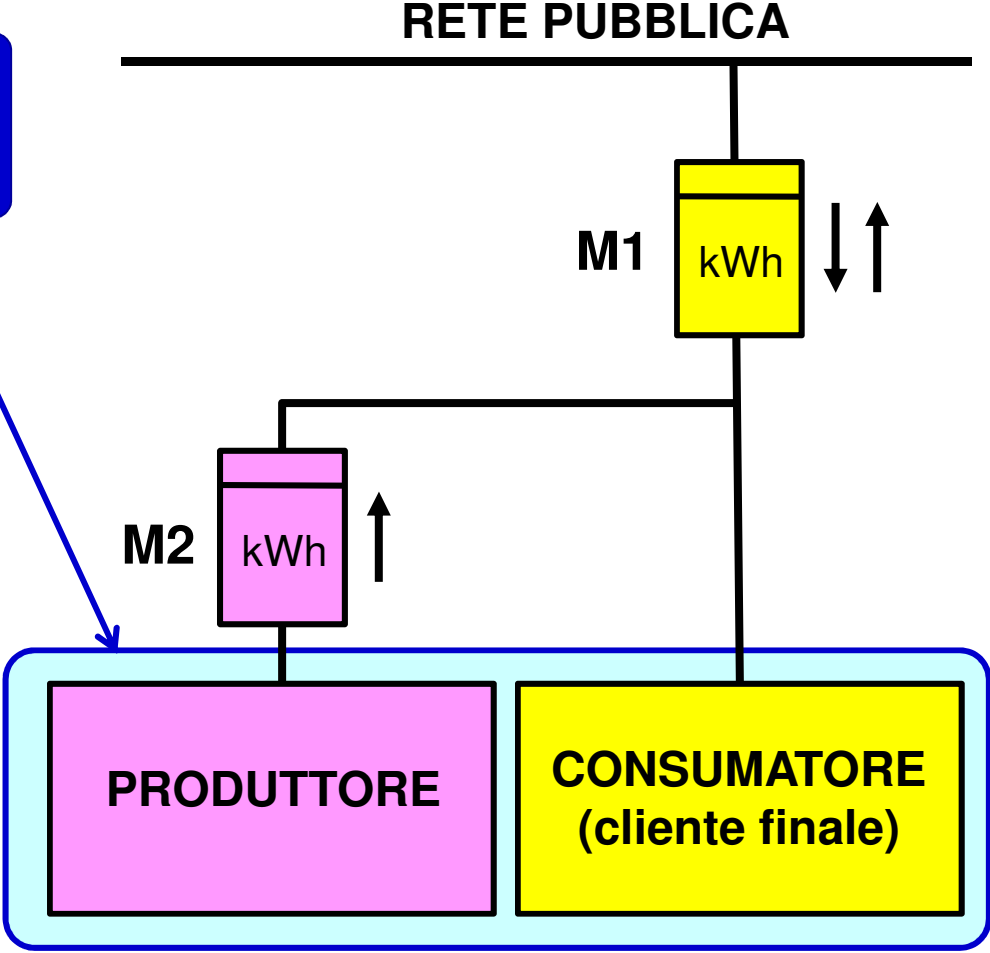 RETE PUBBLICA
M1
kWh
M2
kWh
PRODUTTORE
CONSUMATORE
(cliente finale)